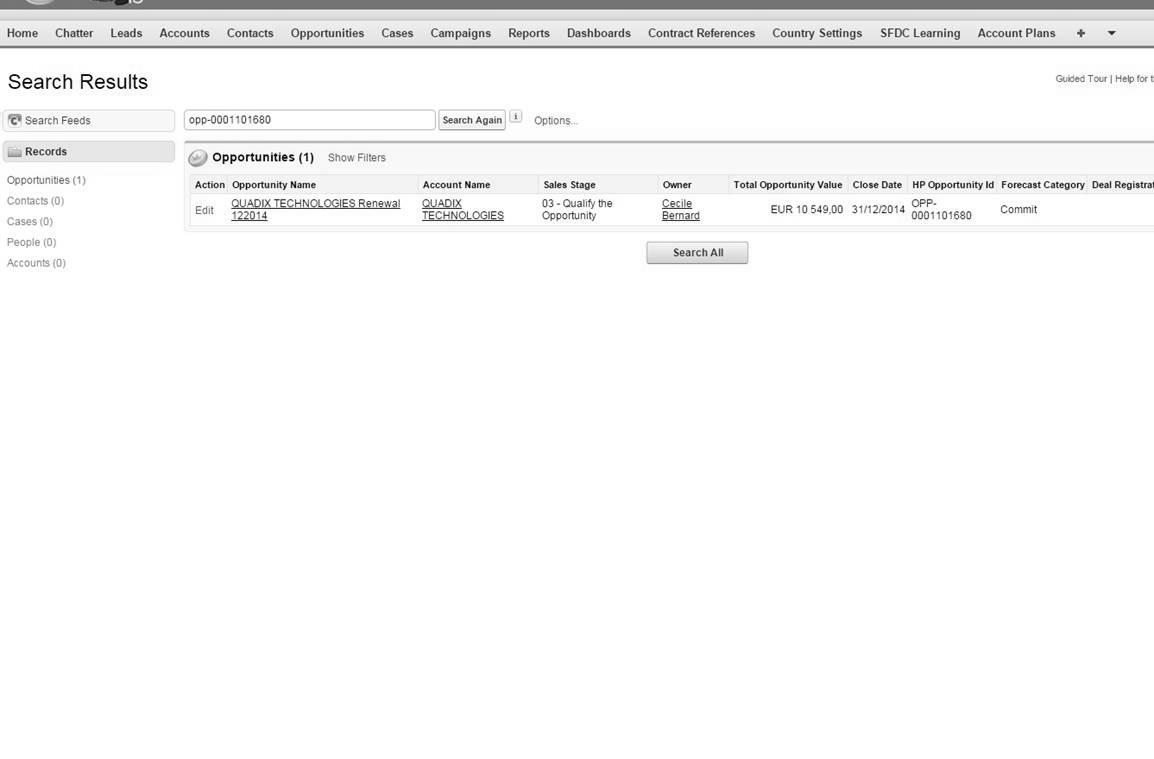 Home Chatter Leads Accounts Contacts Opportunities Cases Campaigns Reports Dashboards Contract References Country Settings SFDC Learning Account Plans +
Search Results
Guided Tour | Help for t
Search Feeds
opp-0001101680 Search Again i Options...
Records
Opportunities (1) Show Filters
Opportunities (1)
Contacts (0)
Cases (0)
People (0)
Accounts (0)
Action Opportunity Name Account Name Sales Stage Owner Total Opportunity Value Close Date HP Opportunity Id Forecast Category Deal Registrat
Edit QUADIX TECHNOLOGIES Renewal QUADIX 03 - Qualify the Cecile EUR 10 549,00 31/12/2014 OPP- Commit
122014 TECHNOLOGIES Opportunity Bernard 0001101680
Search All